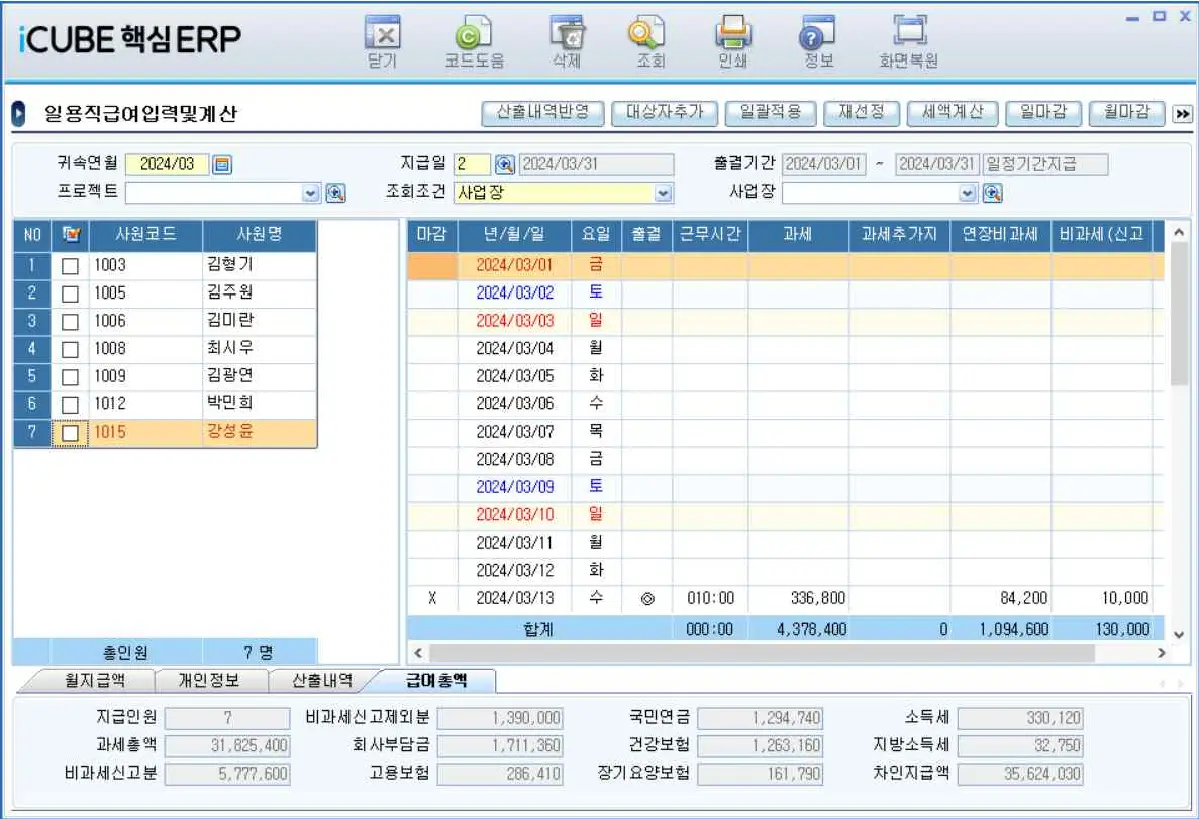 iCUBE 핵심 ERP
닫기 코드도움 삭제 조회 인쇄 정보 화면복원
일용직급여입력및계산 산출내역반영 대상자추가 일괄적용 재선정 세액계산 일마감 월마감
귀속연월 2024/03 지급일 2 2024/03/31 출결기간 2024/03/01 ~ 2024/03/31 일정기간지급
프로젝트 조회조건 사업장 사업장
NO 사원코드 사원명
1 1003 김형기
2 1005 김주원
3 1006 김미란
4 1008 최시우
5 1009 김광연
6 1012 박민희
7 1015 강성윤
총인원 7 명
마감 년/월/일 요일 출결 근무시간 과세 과세추가지 연장비과세 비과세(신고
2024/03/01 금
2024/03/02 토
2024/03/03 일
2024/03/04 월
2024/03/05 화
2024/03/06 수
2024/03/07 목
2024/03/08 금
2024/03/09 토
2024/03/10 일
2024/03/11 월
2024/03/12 화
X 2024/03/13 수 ◎ 010:00 336,800 84,200 10,000
합계 000:00 4,378,400 0 1,094,600 130,000
월지급액 개인정보 산출내역 급여총액
지급인원 7 비과세신고제외분 1,390,000 국민연금 1,294,740 소득세 330,120
과세총액 31,825,400 회사부담금 1,711,360 건강보험 1,263,160 지방소득세 32,750
비과세신고분 5,777,600 고용보험 286,410 장기요양보험 161,790 차인지급액 35,624,030